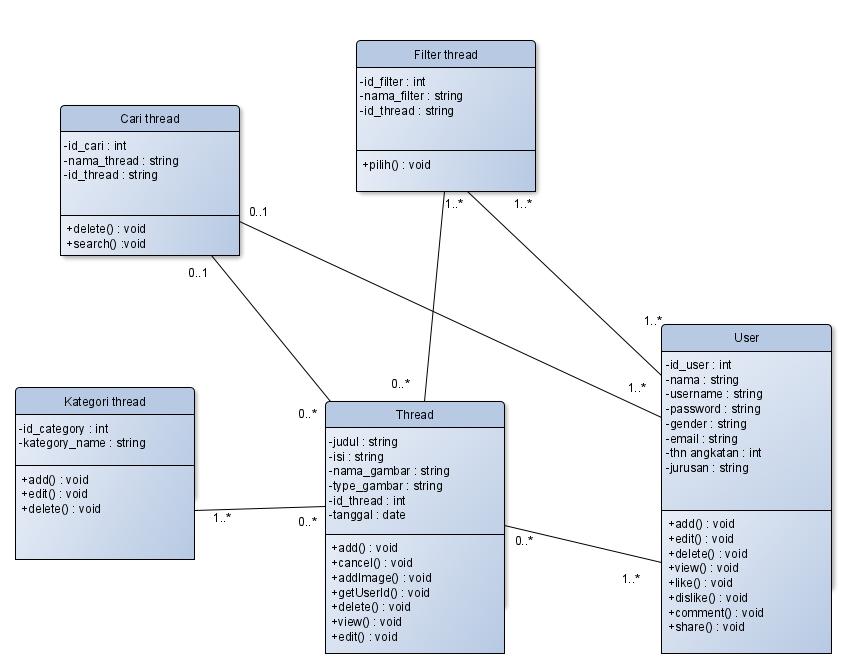 Filter thread
-id_filter : int
-nama_filter : string
-id_thread : string
+pilih() : void
Cari thread
-id_cari : int
-nama_thread : string
-id_thread : string
+delete() : void
+search() :void
1..*
1..*
0..1
0..1
1..*
1..*
0..*
0..*
User
-id_user : int
-nama : string
-username : string
-password : string
-gender : string
-email : string
-thn angkatan : int
-jurusan : string
+add() : void
+edit() : void
+delete() : void
+view() : void
+like() : void
+dislike() : void
+comment() : void
+share() : void
Kategori thread
-id_category : int
-kategory_name : string
+add() : void
+edit() : void
+delete() : void
1..*
0..*
Thread
-judul : string
-isi : string
-nama_gambar : string
-type_gambar : string
-id_thread : int
-tanggal : date
+add() : void
+cancel() : void
+addImage() : void
+getUserId() : void
+delete() : void
+view() : void
+edit() : void
0..*
1..*